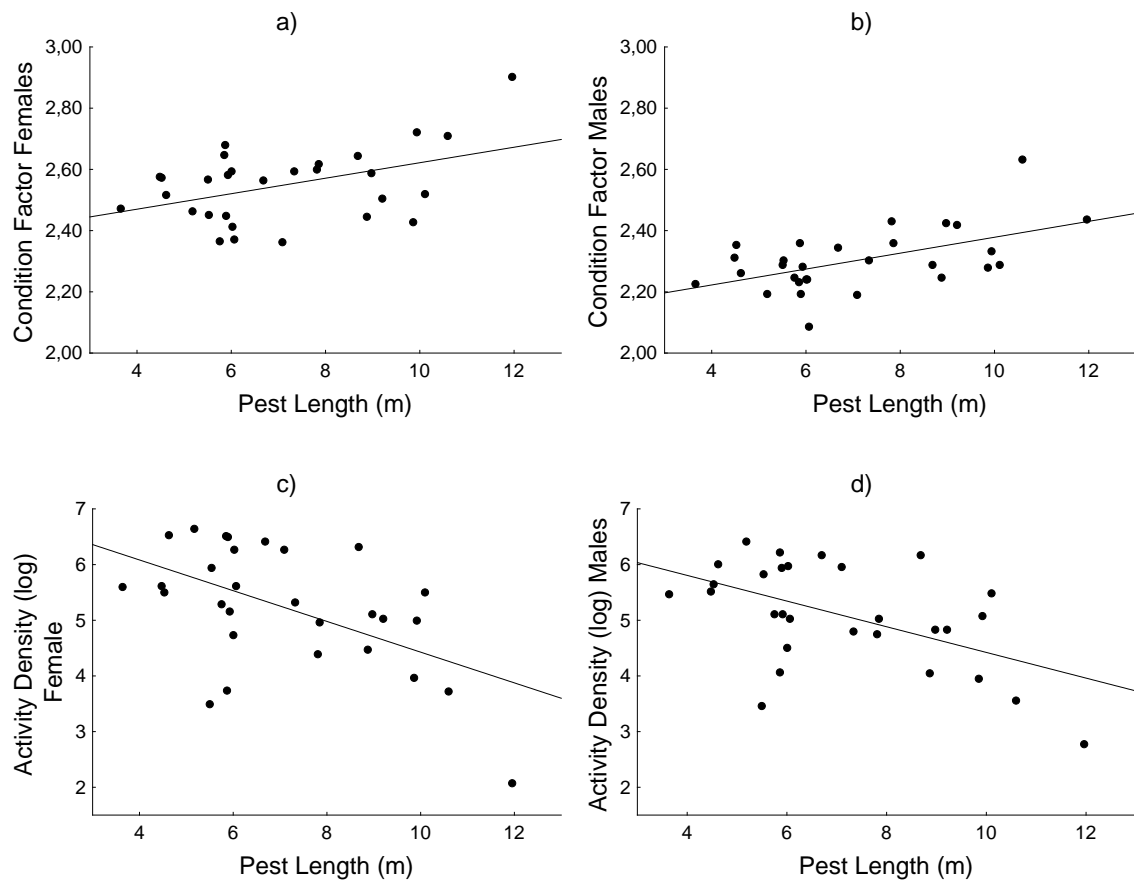 a)
3,00
2,80
2,60
2,40
2,20
2,00
Condition Factor Females
4 6 8 10 12
Pest Length (m)
b)
3,00
2,80
2,60
2,40
2,20
2,00
Condition Factor Males
4 6 8 10 12
Pest Length (m)
c)
7
6
5
4
3
2
Activity Density (log)
Female
4 6 8 10 12
Pest Length (m)
d)
7
6
5
4
3
2
Activity Density (log) Males
4 6 8 10 12
Pest Length (m)